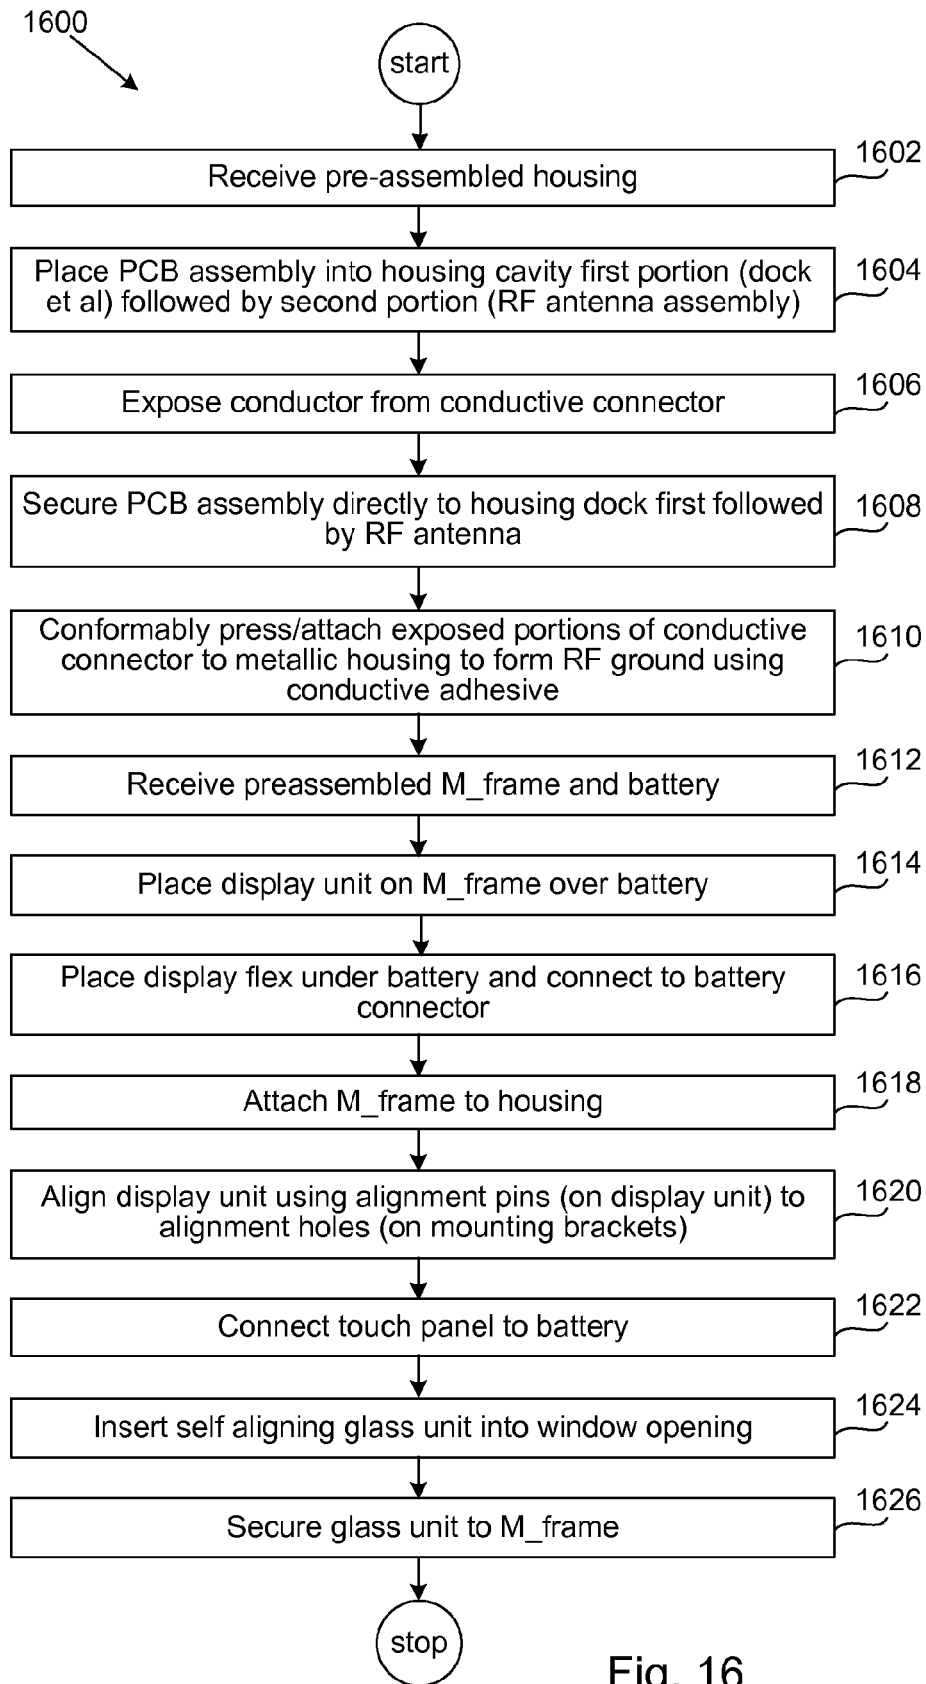 1600
start
Receive pre-assembled housing
1602
Place PCB assembly into housing cavity first portion (dock
et al) followed by second portion (RF antenna assembly)
1604
Expose conductor from conductive connector
1606
Secure PCB assembly directly to housing dock first followed
by RF antenna
1608
Conformably press/attach exposed portions of conductive
connector to metallic housing to form RF ground using
conductive adhesive
1610
Receive preassembled M_frame and battery
1612
Place display unit on M_frame over battery
1614
Place display flex under battery and connect to battery
connector
1616
Attach M_frame to housing
1618
Align display unit using alignment pins (on display unit) to
alignment holes (on mounting brackets)
1620
Connect touch panel to battery
1622
Insert self aligning glass unit into window opening
1624
Secure glass unit to M_frame
1626
stop
Fig. 16